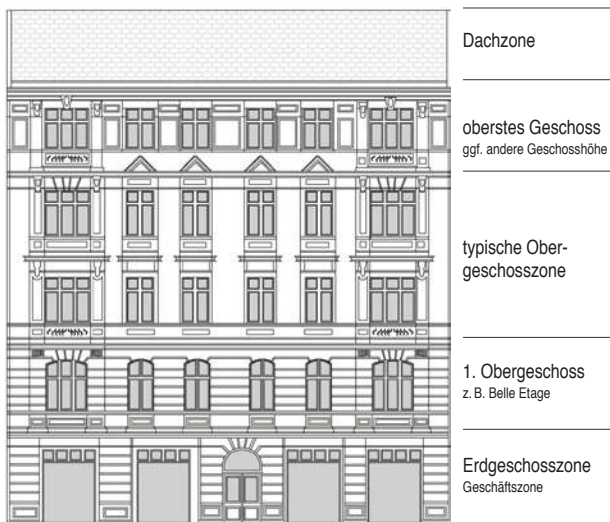 Dachzone
oberstes Geschoss
ggf. andere Geschosshöhe
typische Ober-
geschosszone
1. Obergeschoss
z. B. Belle Etage
Erdgeschosszone
Geschäftszone